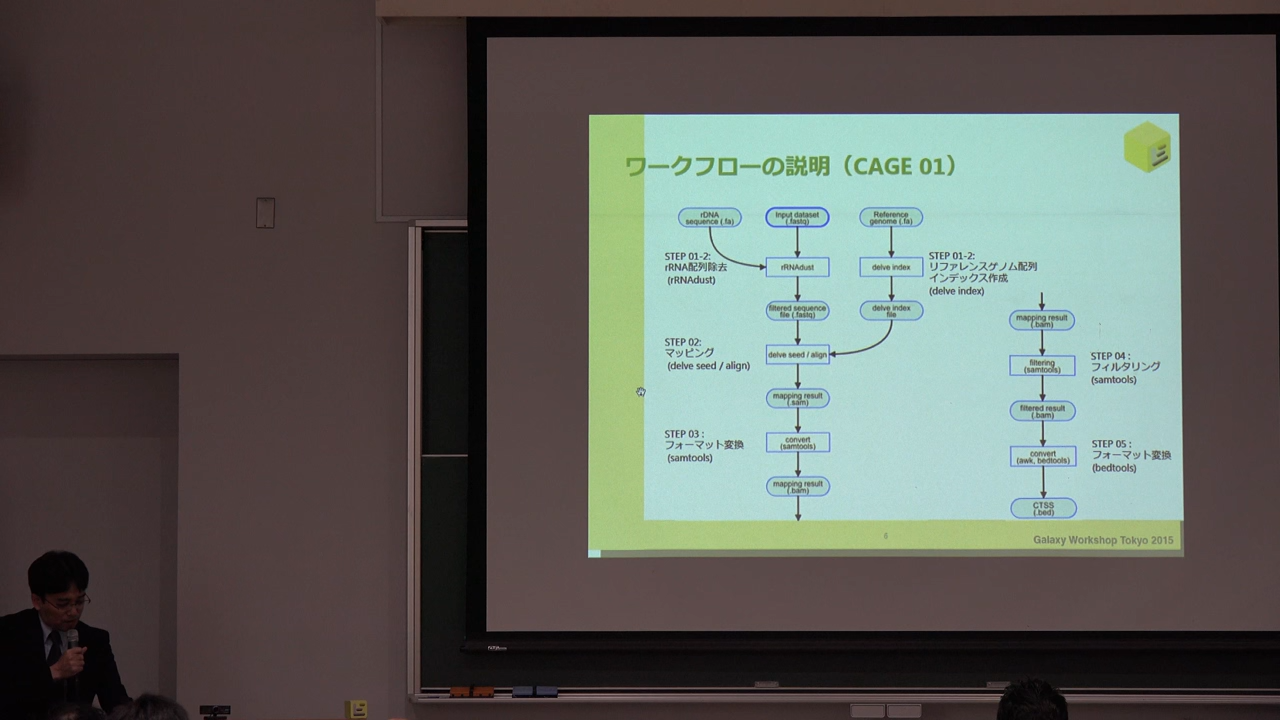 ワークフローの説明（CAGE 01）
rDNA
sequence (.fa)
Input dataset
(.fastq)
Reference
genome (.fa)
STEP 01-2:
rRNA配列除去
(rRNAdust)
rRNAdust
delve index
STEP 01-2:
リファレンスゲノム配列
インデックス作成
(delve index)
filtered sequence
file (.fastq)
delve index
file
STEP 02:
マッピング
(delve seed / align)
delve seed / align
mapping result
(.sam)
STEP 03 :
フォーマット変換
(samtools)
convert
(samtools)
mapping result
(.bam)
mapping result
(.bam)
filtering
(samtools)
STEP 04 :
フィルタリング
(samtools)
filtered result
(.bam)
convert
(awk, bedtools)
STEP 05 :
フォーマット変換
(bedtools)
CTSS
(.bed)
Galaxy Workshop Tokyo 2015